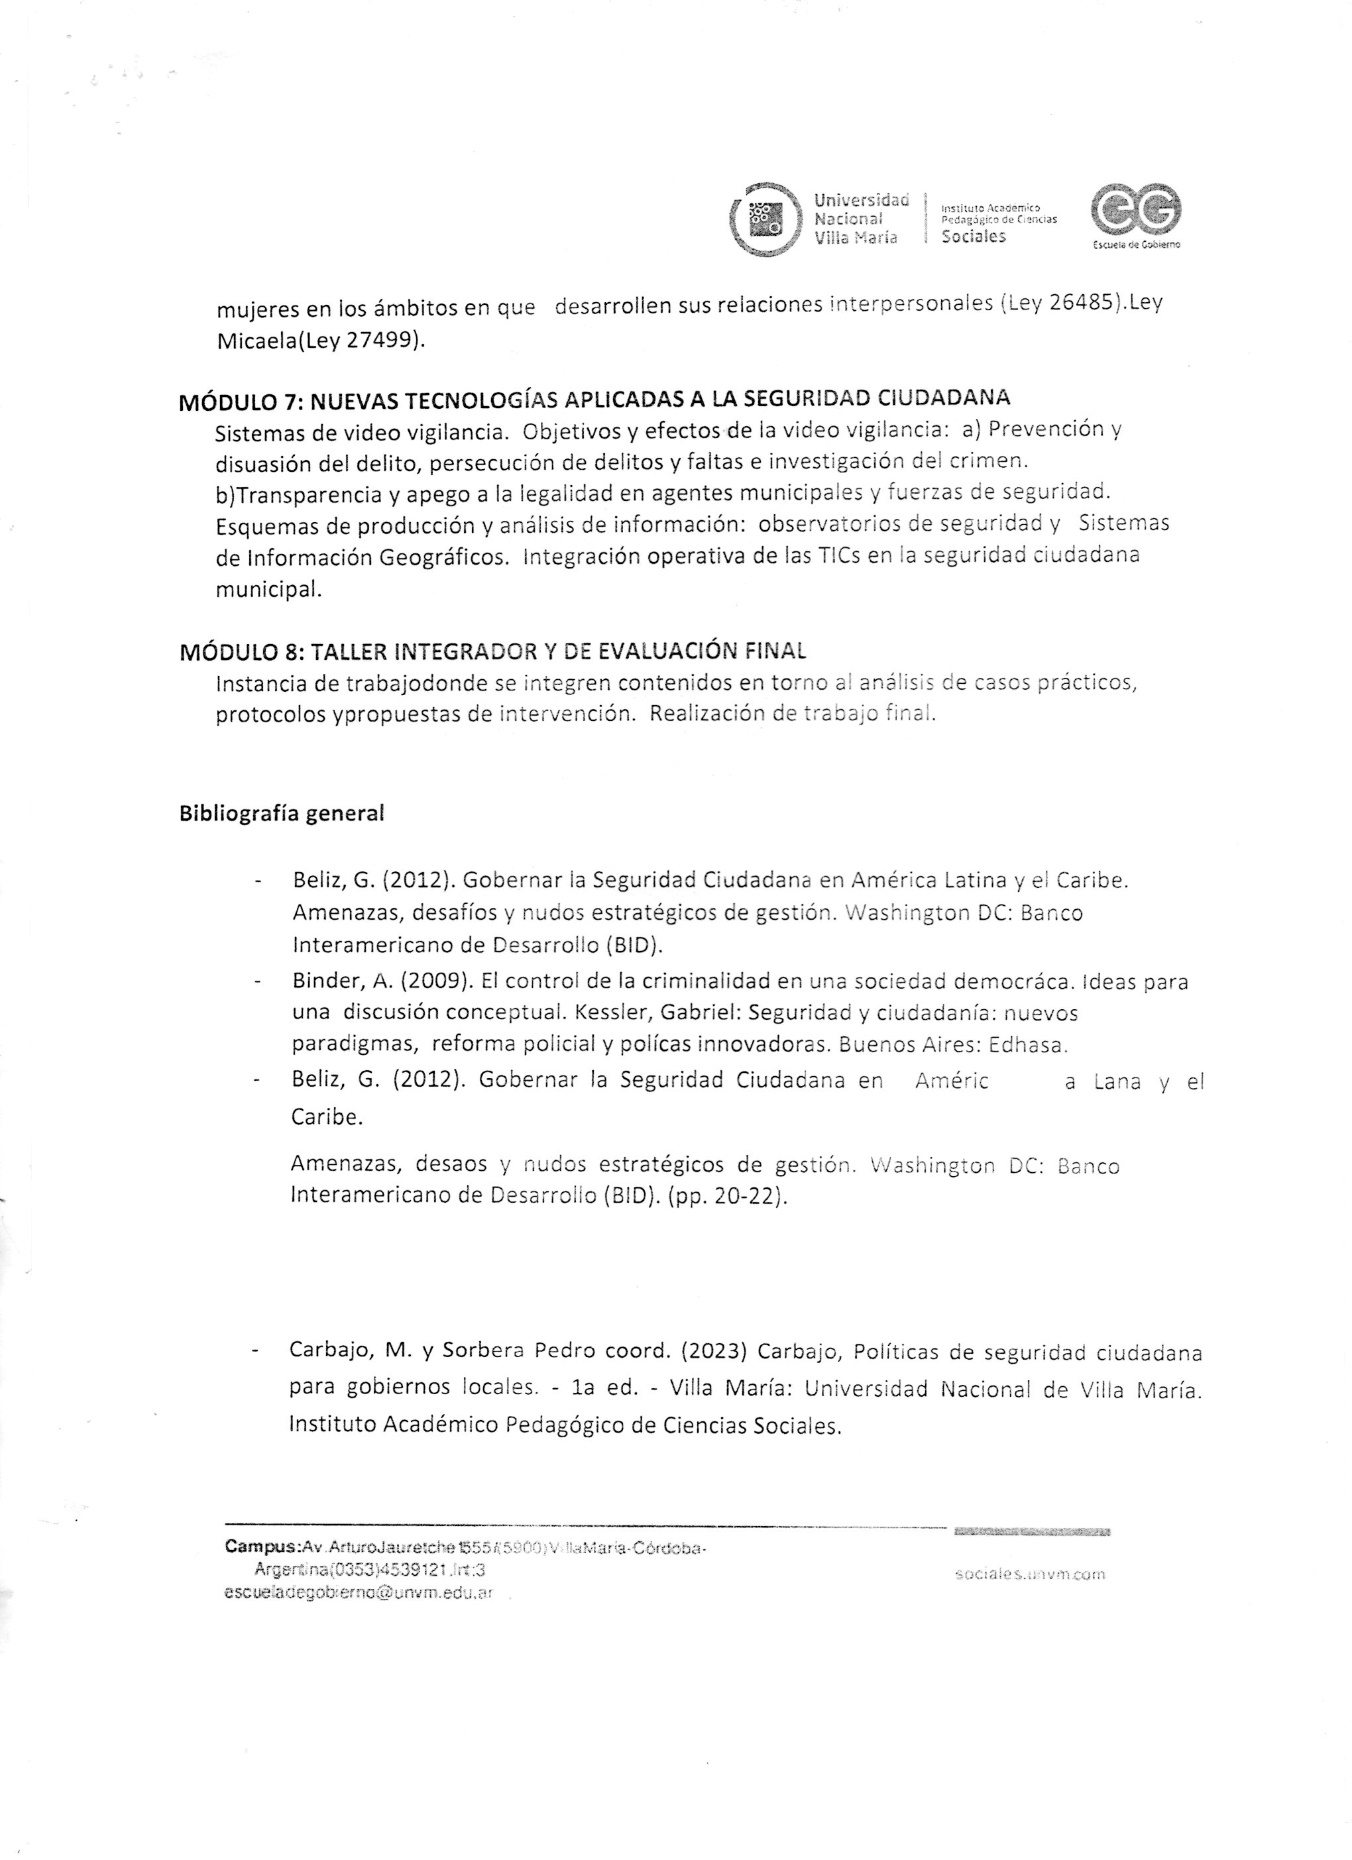 Universidad
Nacional
Villa María
Instituto Académico
Pedagógico de Ciencias
Sociales
eG
Escuela de Gobierno
mujeres en los ámbitos en que desarrollen sus relaciones interpersonales (Ley 26485).Ley
Micaela(Ley 27499).
MÓDULO 7: NUEVAS TECNOLOGÍAS APLICADAS A LA SEGURIDAD CIUDADANA
Sistemas de video vigilancia. Objetivos y efectos de la video vigilancia: a) Prevención y
disuasión del delito, persecución de delitos y faltas e investigación del crimen.
b)Transparencia y apego a la legalidad en agentes municipales y fuerzas de seguridad.
Esquemas de producción y análisis de información: observatorios de seguridad y Sistemas
de Información Geográficos. Integración operativa de las TICs en la seguridad ciudadana
municipal.
MÓDULO 8: TALLER INTEGRADOR Y DE EVALUACIÓN FINAL
Instancia de trabajodonde se integren contenidos en torno al análisis de casos prácticos,
protocolos ypropuestas de intervención. Realización de trabajo final.
Bibliografía general
- Beliz, G. (2012). Gobernar la Seguridad Ciudadana en América Latina y el Caribe.
Amenazas, desafíos y nudos estratégicos de gestión. Washington DC: Banco
Interamericano de Desarrollo (BID).
- Binder, A. (2009). El control de la criminalidad en una sociedad democráca. Ideas para
una discusión conceptual. Kessler, Gabriel: Seguridad y ciudadanía: nuevos
paradigmas, reforma policial y polícas innovadoras. Buenos Aires: Edhasa.
- Beliz, G. (2012). Gobernar la Seguridad Ciudadana en Améric a Lana y el
Caribe.
Amenazas, desaos y nudos estratégicos de gestión. Washington DC: Banco
Interamericano de Desarrollo (BID). (pp. 20-22).
- Carbajo, M. y Sorbera Pedro coord. (2023) Carbajo, Políticas de seguridad ciudadana
para gobiernos locales. - 1a ed. - Villa María: Universidad Nacional de Villa María.
Instituto Académico Pedagógico de Ciencias Sociales.
Campus:Av.ArturoJauretche1555(5900)VillaMaría-Córdoba-
Argentina(0353)4539121
escueladegobierno@unvm.edu.ar
sociales.unvm.com